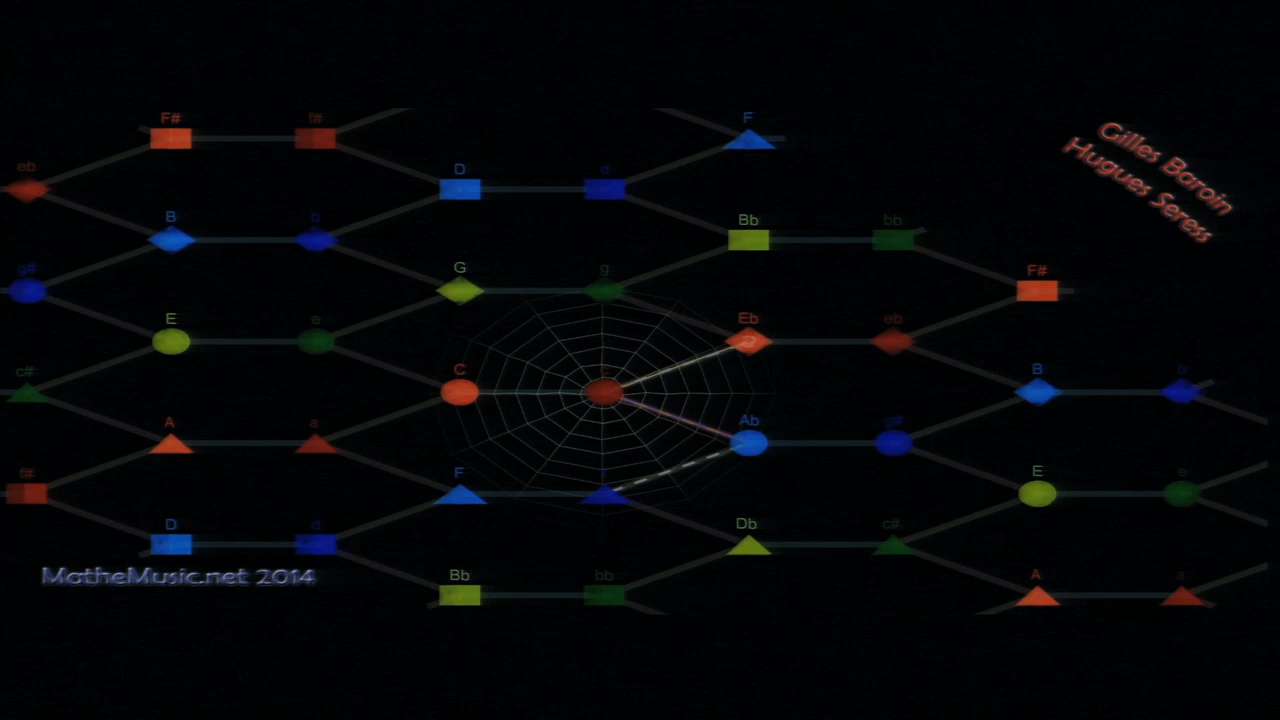 F# f# F
Gilles Baroin
Hugues Seress
eb D d
B b Bb bb
g# G g F#
E e Eb eb
c# C B b
A a Ab g#
f# F f E e
D d Db c#
MatheMusic.net 2014
Bb bb A a